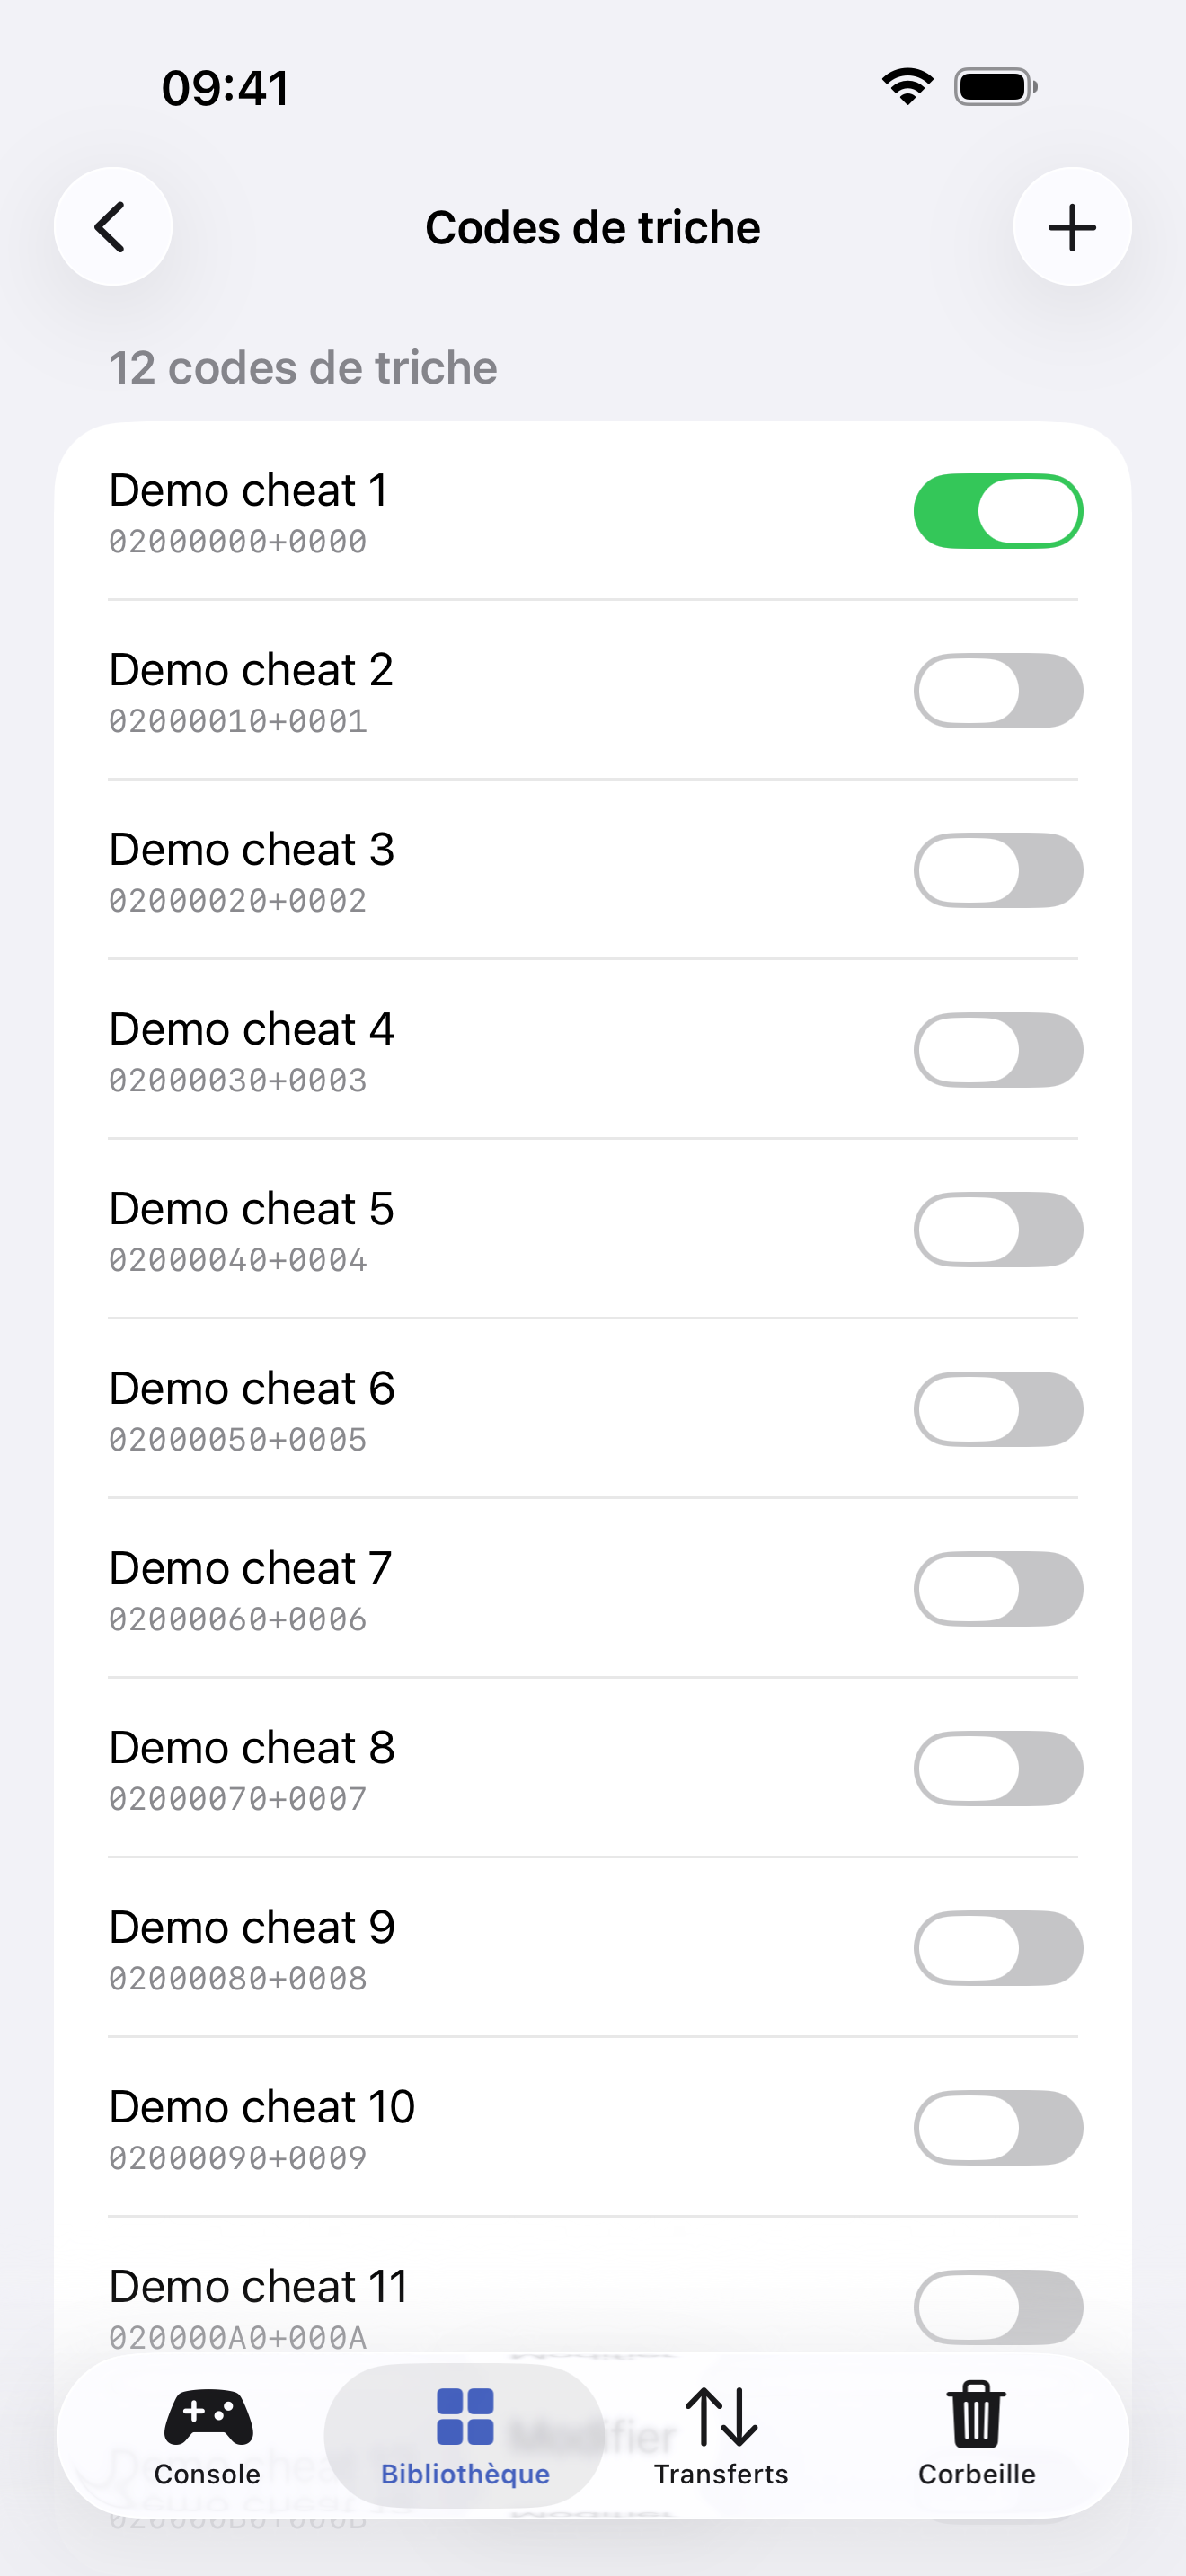 09:41
Codes de triche
12 codes de triche
Demo cheat 1
02000000+0000
Demo cheat 2
02000010+0001
Demo cheat 3
02000020+0002
Demo cheat 4
02000030+0003
Demo cheat 5
02000040+0004
Demo cheat 6
02000050+0005
Demo cheat 7
02000060+0006
Demo cheat 8
02000070+0007
Demo cheat 9
02000080+0008
Demo cheat 10
02000090+0009
Demo cheat 11
020000A0+000A
Modifier
Console
Bibliothèque
Transferts
Corbeille